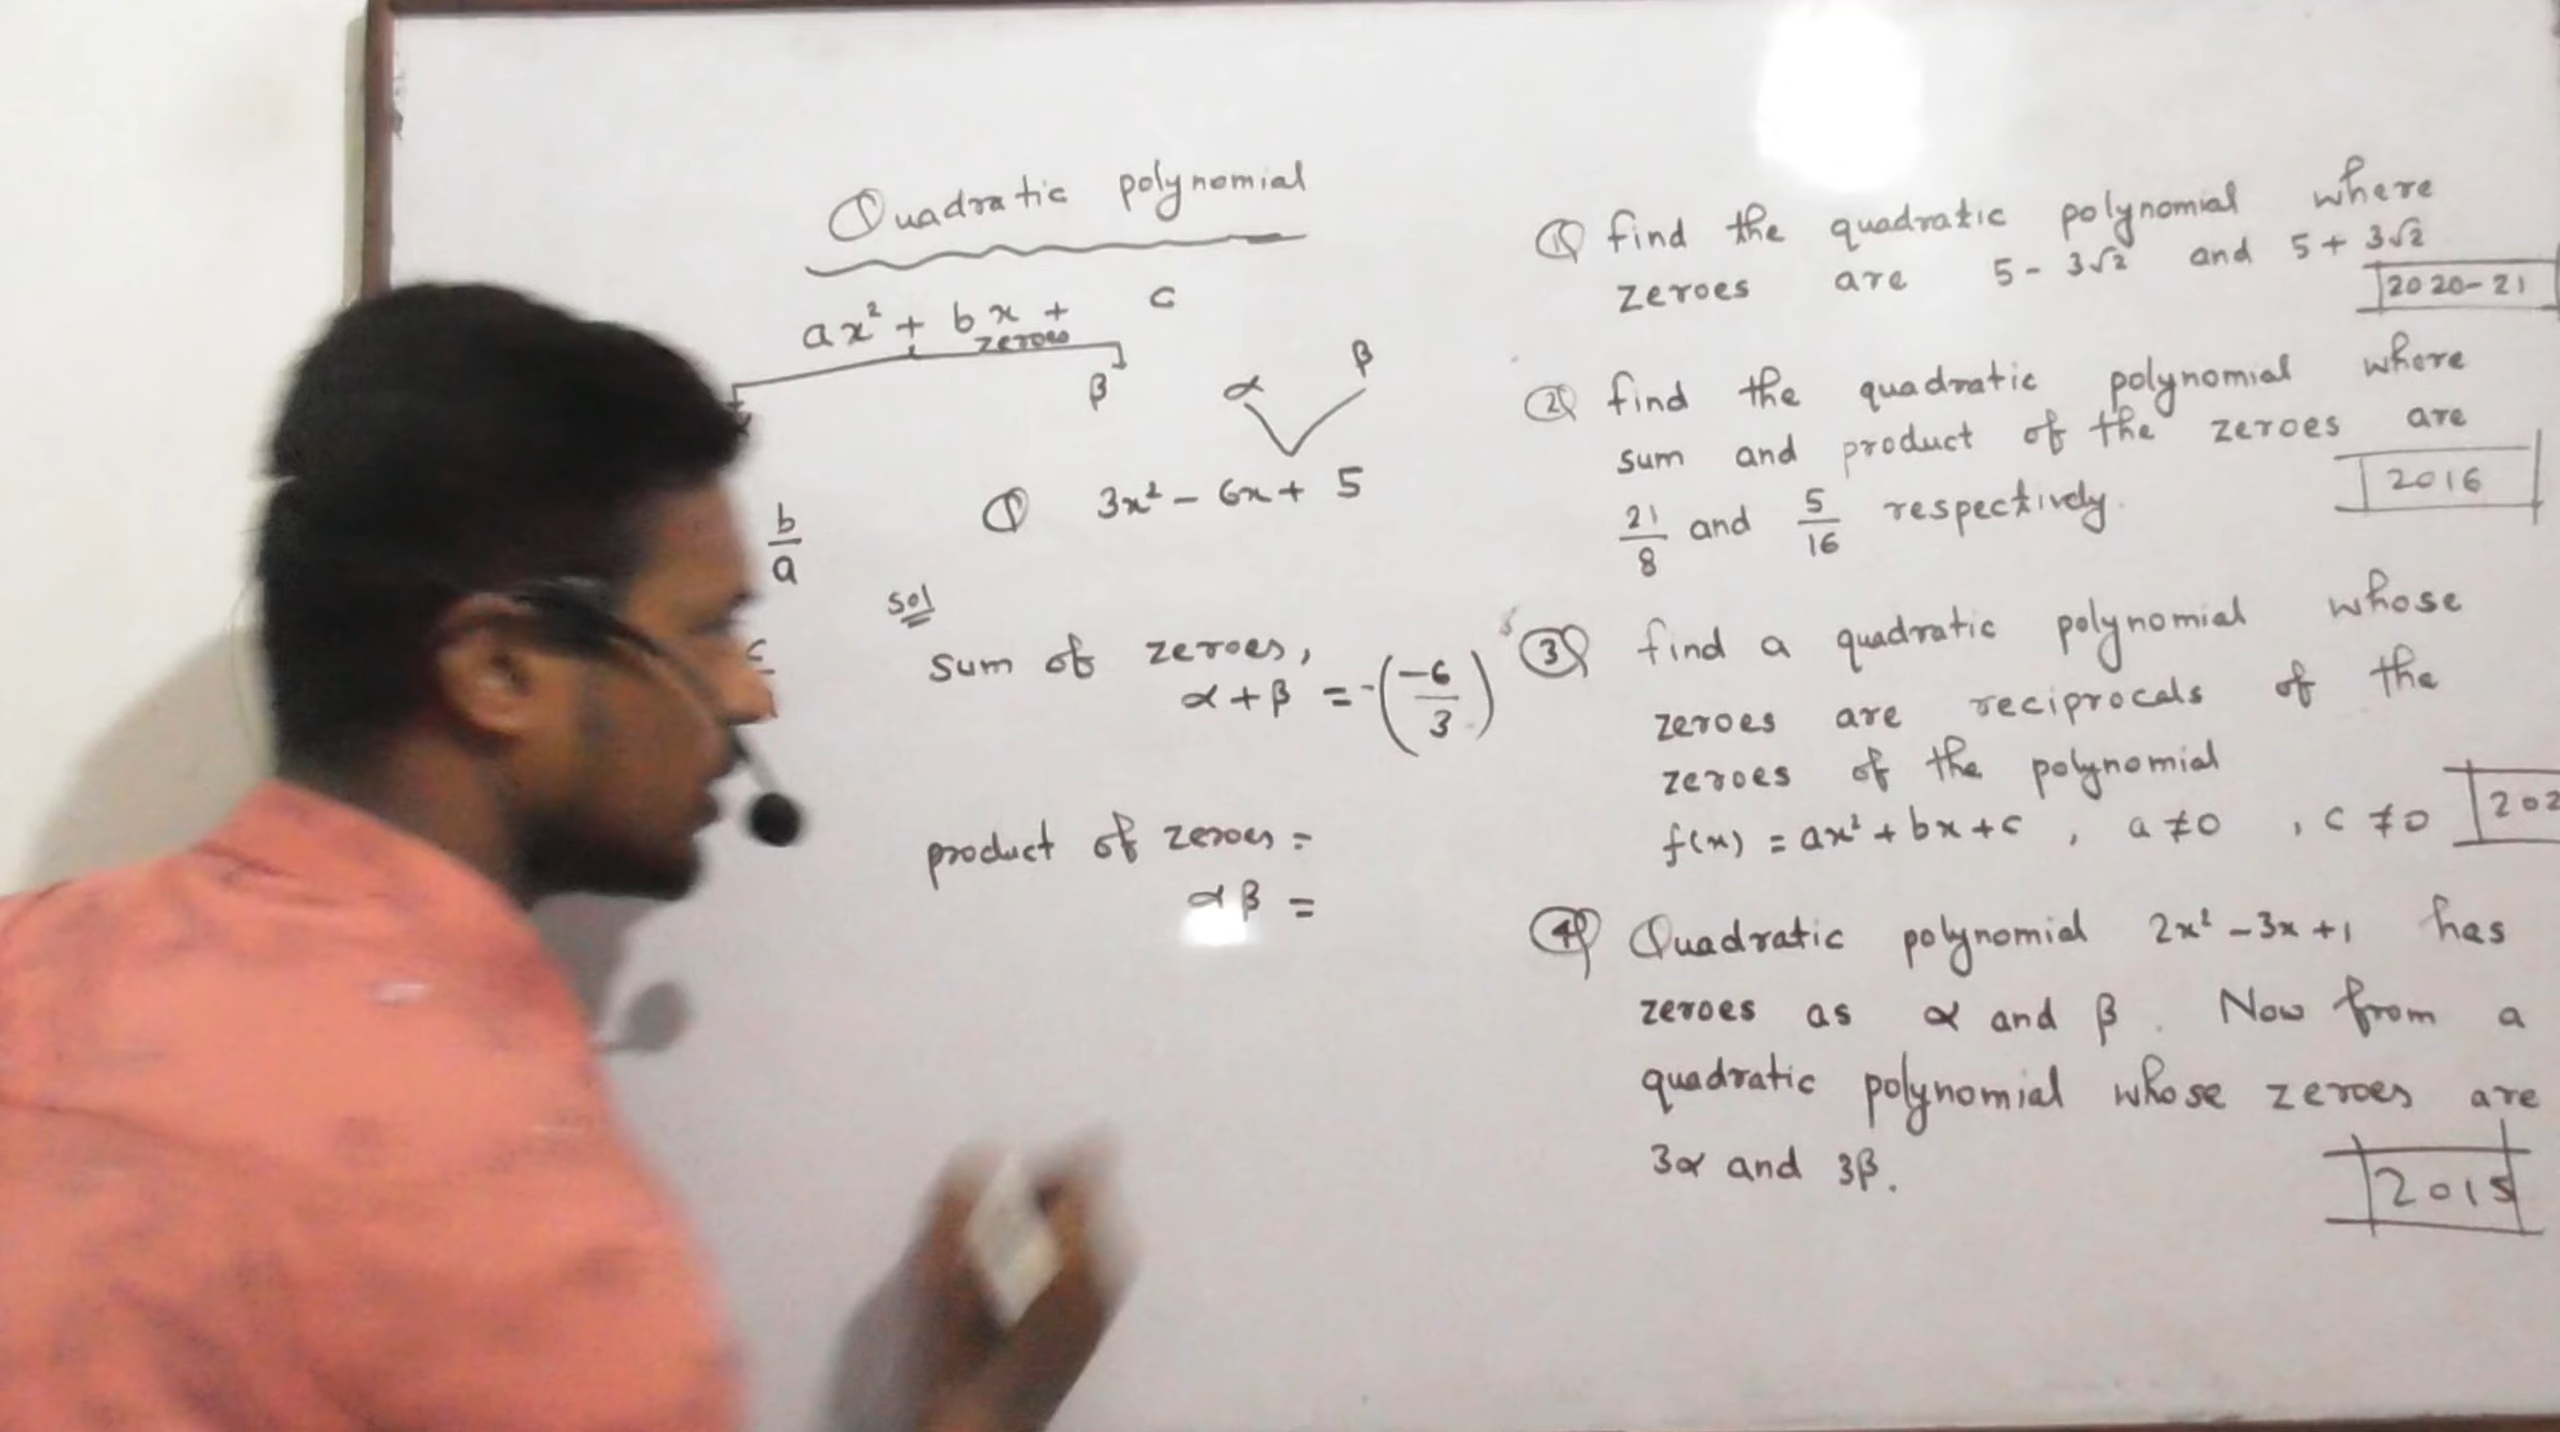 Quadratic polynomial
ax² + bx + c
zeroes
β
α β
① 3x² - 6x + 5
b/a
sol
sum of zeroes,
α + β = -(-6/3)
c
product of zeroes =
αβ =
① find the quadratic polynomial where
zeroes are 5 - 3√2 and 5 + 3√2
2020-21
② find the quadratic polynomial where
sum and product of the zeroes are
21/8 and 5/16 respectively.
2016
③ find a quadratic polynomial whose
zeroes are reciprocals of the
zeroes of the polynomial
f(x) = ax² + bx + c , a ≠ 0 , c ≠ 0
202
④ Quadratic polynomial 2x² - 3x + 1 has
zeroes as α and β. Now from a
quadratic polynomial whose zeroes are
3α and 3β.
2015